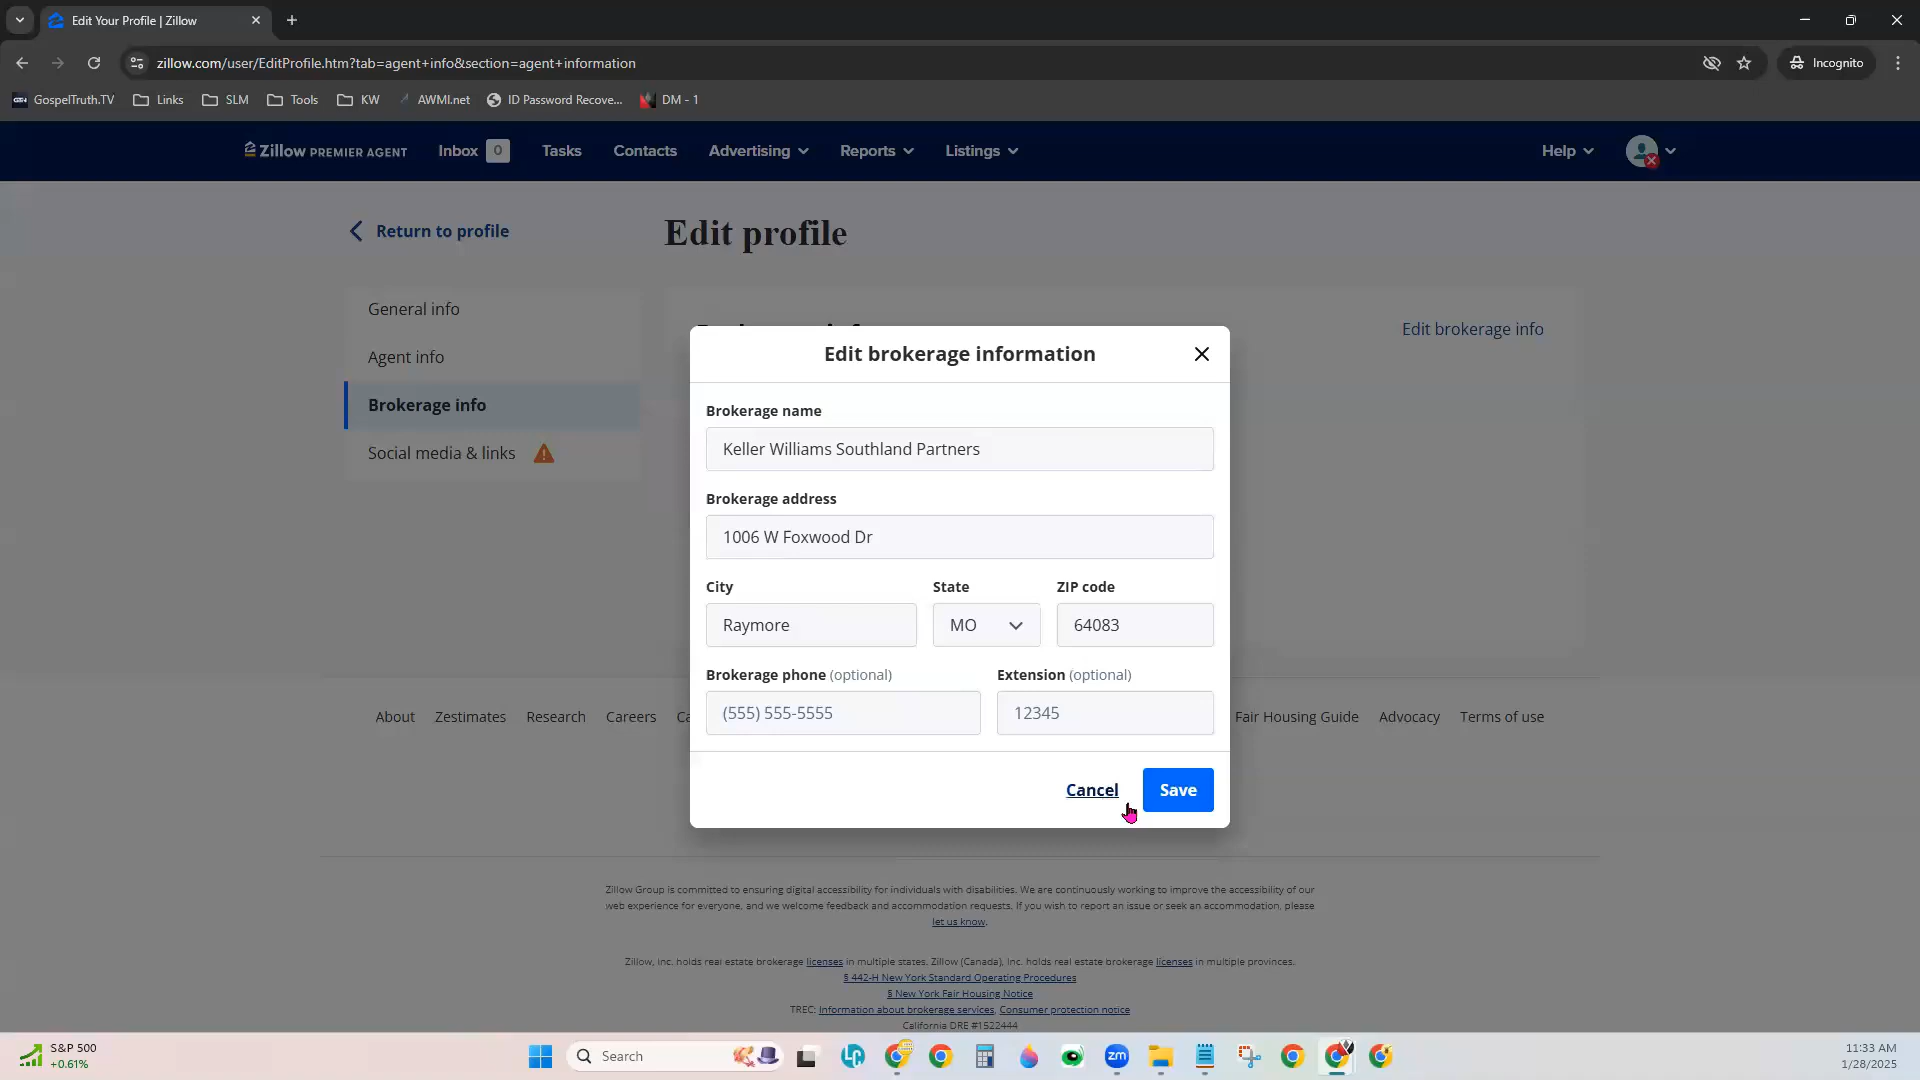 Edit Your Profile | Zillow
zillow.com/user/EditProfile.htm?tab=agent+info&section=agent+information
Incognito
GospelTruth.TV Links SLM Tools KW AWMI.net ID Password Recove... DM - 1
Zillow PREMIER AGENT Inbox 0 Tasks Contacts Advertising Reports Listings Help
Return to profile
Edit profile
General info
Agent info
Brokerage info
Social media & links
Edit brokerage info
Edit brokerage information
Brokerage name
Keller Williams Southland Partners
Brokerage address
1006 W Foxwood Dr
City State ZIP code
Raymore MO 64083
Brokerage phone (optional) Extension (optional)
(555) 555-5555 12345
Cancel Save
About Zestimates Research Careers Ca Fair Housing Guide Advocacy Terms of use
Zillow Group is committed to ensuring digital accessibility for individuals with disabilities. We are continuously working to improve the accessibility of our
web experience for everyone, and we welcome feedback and accommodation requests. If you wish to report an issue or seek an accommodation, please
let us know.
Zillow, Inc. holds real estate brokerage licenses in multiple states. Zillow (Canada), Inc. holds real estate brokerage licenses in multiple provinces.
§ 442-H New York Standard Operating Procedures
§ New York Fair Housing Notice
TREC: Information about brokerage services, Consumer protection notice
California DRE #1522444
S&P 500
+0.61%
Search
LC
zm
11:33 AM
1/28/2025